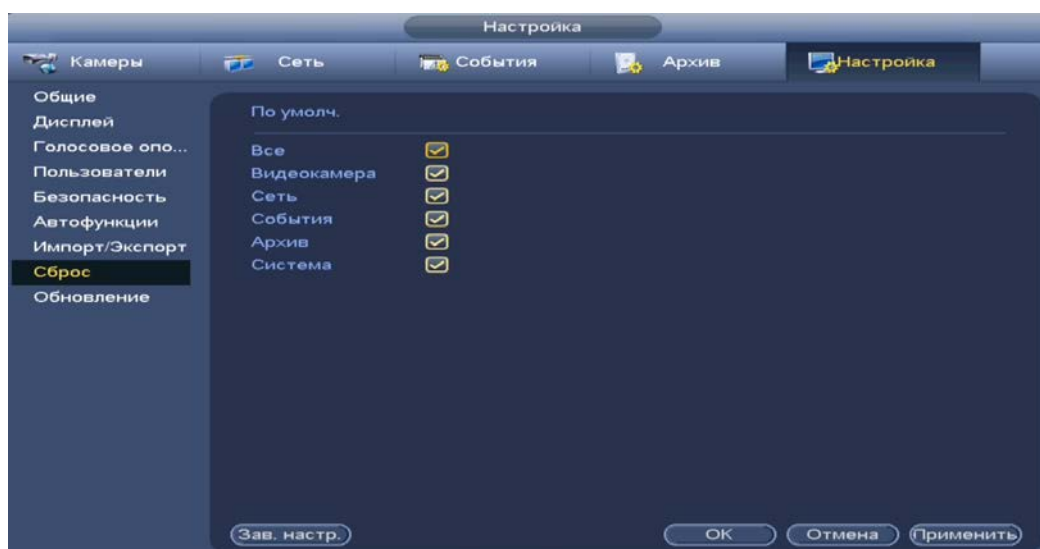 Настройка
Камеры Сеть События Архив Настройка
Общие
Дисплей
Голосовое опо...
Пользователи
Безопасность
Автофункции
Импорт/Экспорт
Сброс
Обновление
По умолч.
Все
Видеокамера
Сеть
События
Архив
Система
Зав. настр. OK Отмена Применить